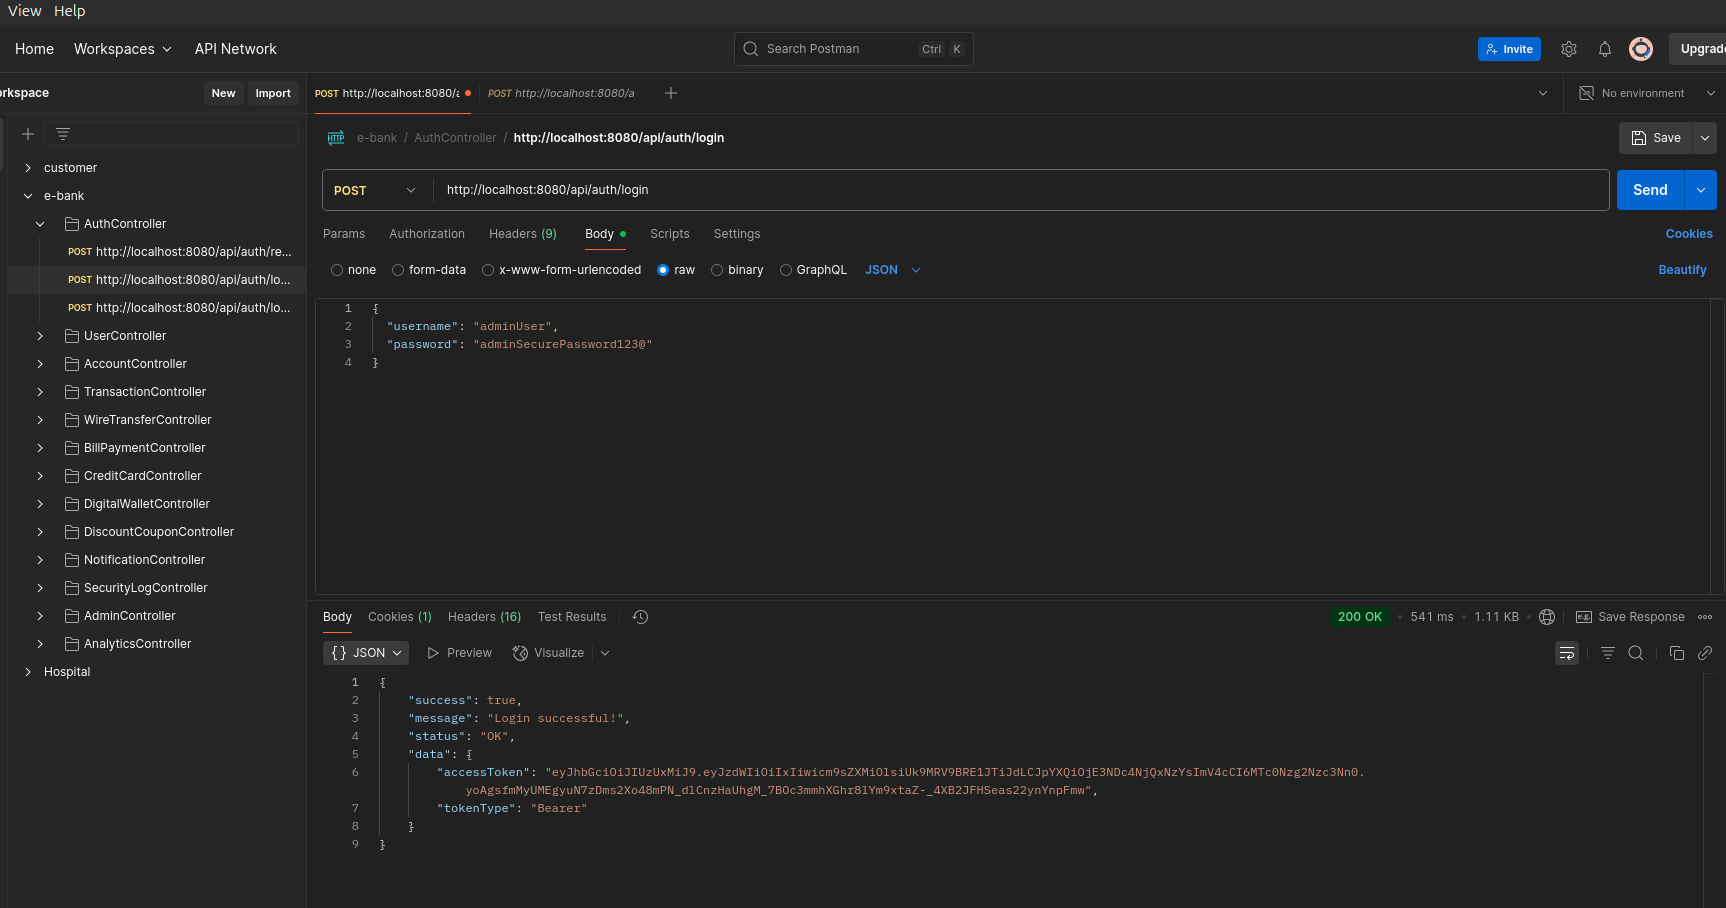 View Help
Home Workspaces API Network
Search Postman Ctrl K
Invite
Upgrad
rkspace
New Import
POST http://localhost:8080/a
POST http://localhost:8080/a
No environment
customer
e-bank
AuthController
POST http://localhost:8080/api/auth/re...
POST http://localhost:8080/api/auth/lo...
POST http://localhost:8080/api/auth/lo...
UserController
AccountController
TransactionController
WireTransferController
BillPaymentController
CreditCardController
DigitalWalletController
DiscountCouponController
NotificationController
SecurityLogController
AdminController
AnalyticsController
Hospital
HTTP e-bank / AuthController / http://localhost:8080/api/auth/login
Save
POST http://localhost:8080/api/auth/login
Send
Params Authorization Headers (9) Body Scripts Settings
Cookies
none form-data x-www-form-urlencoded raw binary GraphQL JSON
Beautify
1 {
2 "username": "adminUser",
3 "password": "adminSecurePassword123@"
4 }
Body Cookies (1) Headers (16) Test Results
200 OK 541 ms 1.11 KB e.g. Save Response
{} JSON Preview Visualize
1 {
2 "success": true,
3 "message": "Login successful!",
4 "status": "OK",
5 "data": {
6 "accessToken": "eyJhbGciOiJIUzUxMiJ9.eyJzdWIiOiIxIiwicm9sZXMiOlsiUk9MRV9BRE1JTiJdLCJpYXQiOjE3NDc4NjQxNzYsImV4cCI6MTc0Nzg2Nzc3Nn0.
yoAgsfmMyUMEgyuN7zDms2Xo48mPN_dlCnzHaUhgM_7BOc3mmhXGhr8lYm9xtaZ-_4XB2JFHSeas22ynYnpFmw",
7 "tokenType": "Bearer"
8 }
9 }